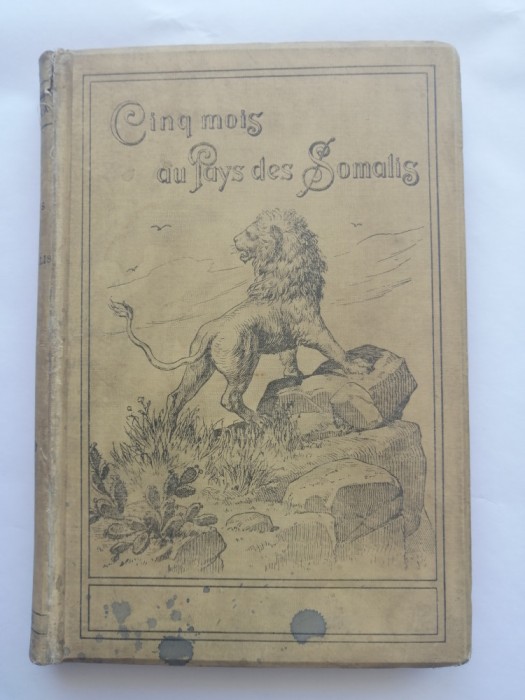 Cinq mois
au Pays des Somalis